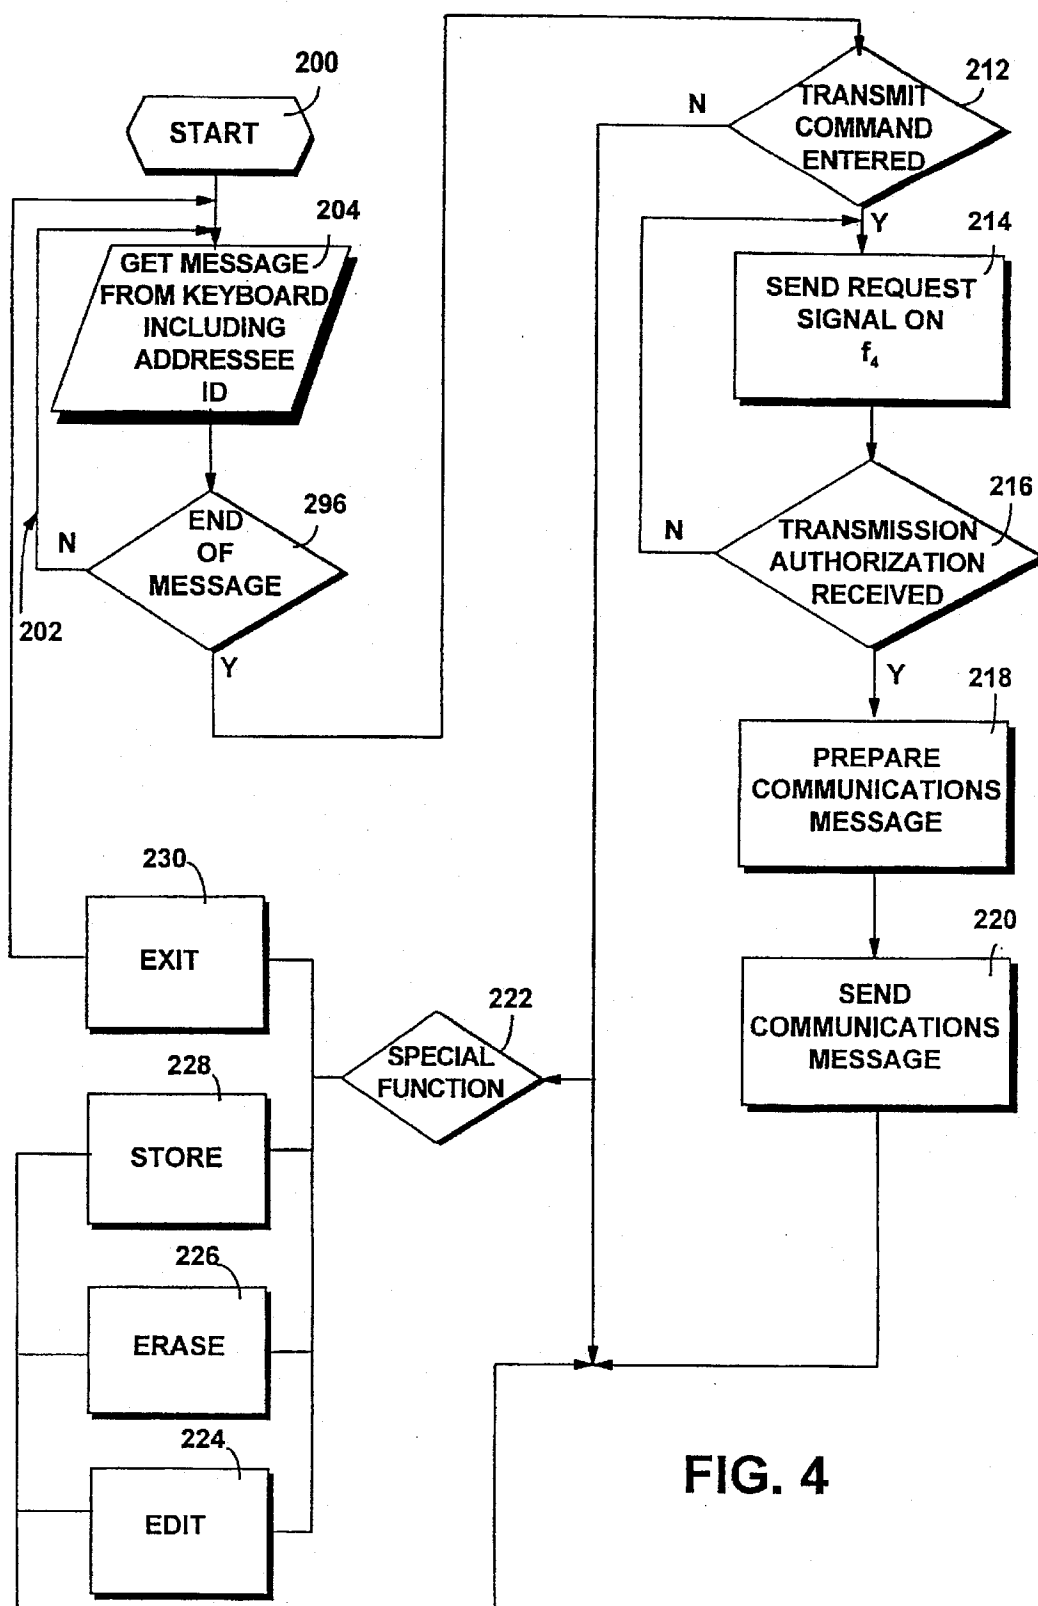 200
START
204
GET MESSAGE
FROM KEYBOARD
INCLUDING
ADDRESSEE
ID
296
END
OF
MESSAGE
N
202
Y
212
TRANSMIT
COMMAND
ENTERED
N
Y
214
SEND REQUEST
SIGNAL ON
f4
216
TRANSMISSION
AUTHORIZATION
RECEIVED
N
Y
218
PREPARE
COMMUNICATIONS
MESSAGE
220
SEND
COMMUNICATIONS
MESSAGE
222
SPECIAL
FUNCTION
230
EXIT
228
STORE
226
ERASE
224
EDIT
FIG. 4